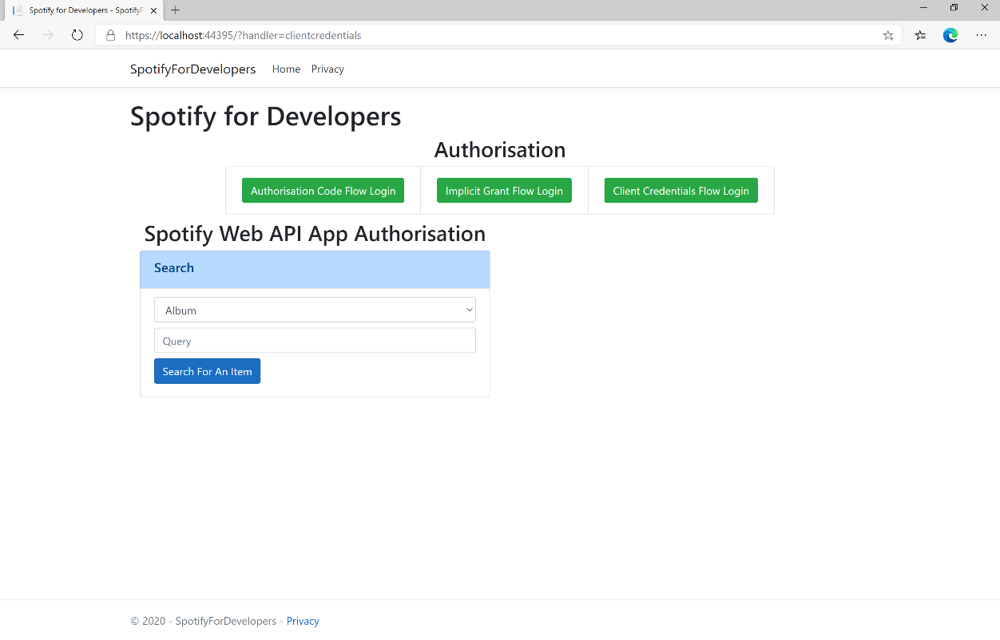 Spotify for Developers - SpotifyF
https://localhost:44395/?handler=clientcredentials
SpotifyForDevelopers Home Privacy
Spotify for Developers
Authorisation
Authorisation Code Flow Login Implicit Grant Flow Login Client Credentials Flow Login
Spotify Web API App Authorisation
Search
Album
Query
Search For An Item
© 2020 - SpotifyForDevelopers - Privacy